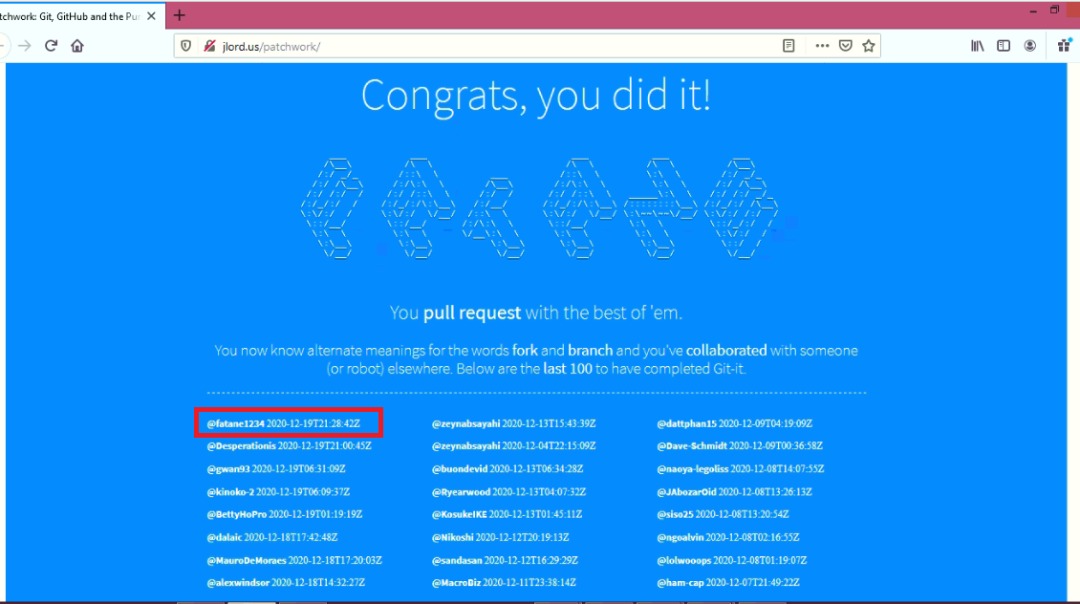 tchwork: Git, GitHub and the Pu
jlord.us/patchwork/
Congrats, you did it!
You pull request with the best of 'em.
You now know alternate meanings for the words fork and branch and you've collaborated with someone
(or robot) elsewhere. Below are the last 100 to have completed Git-it.
@fatane1234 2020-12-19T21:28:42Z
@Desperationis 2020-12-19T21:00:45Z
@gwan93 2020-12-19T06:31:09Z
@kinoko-2 2020-12-19T06:09:37Z
@BettyHoPro 2020-12-19T01:19:19Z
@dalaic 2020-12-18T17:42:48Z
@MauroDeMoraes 2020-12-18T17:20:03Z
@alexwindsor 2020-12-18T14:32:27Z
@zeynabsayahi 2020-12-13T15:43:39Z
@zeynabsayahi 2020-12-04T22:15:09Z
@buondevid 2020-12-13T06:34:28Z
@Ryearwood 2020-12-13T04:07:32Z
@KosukeIKE 2020-12-13T01:45:11Z
@Nikoshi 2020-12-12T20:19:13Z
@sandasan 2020-12-12T16:29:29Z
@MacroBiz 2020-12-11T23:38:14Z
@dattphan15 2020-12-09T04:19:09Z
@Dave-Schmidt 2020-12-09T00:36:58Z
@naoya-legoliss 2020-12-08T14:07:55Z
@JAbozarOid 2020-12-08T13:26:13Z
@siso25 2020-12-08T13:20:54Z
@ngoalvin 2020-12-08T02:16:55Z
@lolwooops 2020-12-08T01:19:07Z
@ham-cap 2020-12-07T21:49:22Z